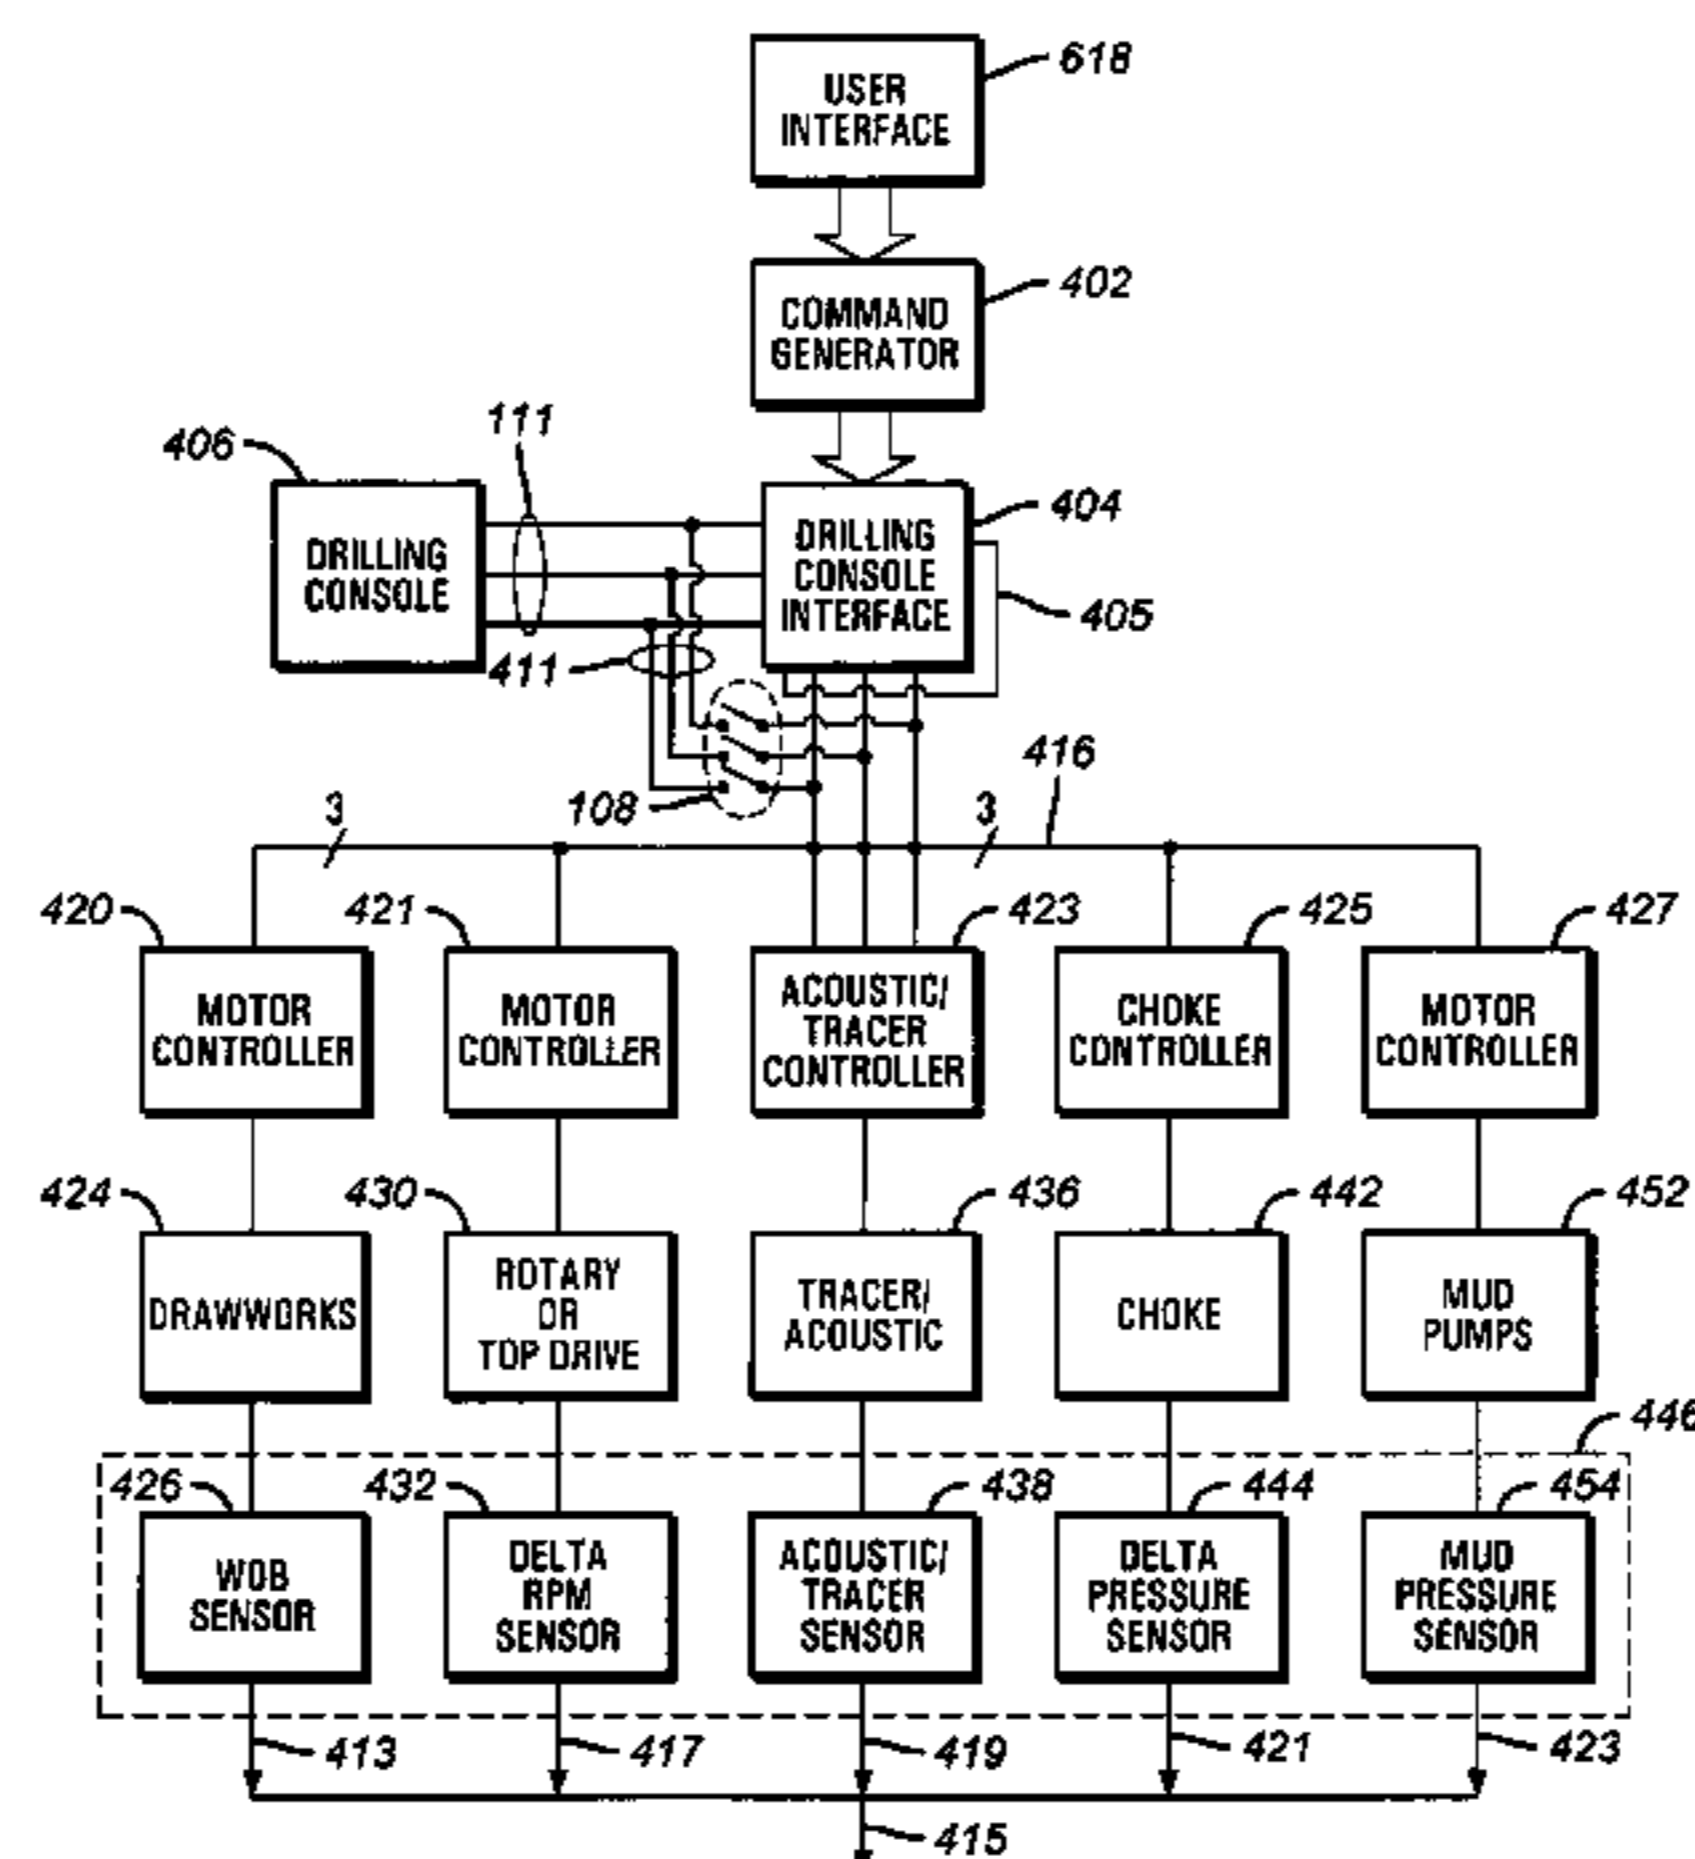 USER
INTERFACE
618
COMMAND
GENERATOR
402
111
406
DRILLING
CONSOLE
DRILLING
CONSOLE
INTERFACE
404
405
411
108
416
3
3
420
421
423
425
427
MOTOR
CONTROLLER
MOTOR
CONTROLLER
ACOUSTIC/
TRACER
CONTROLLER
CHOKE
CONTROLLER
MOTOR
CONTROLLER
424
430
436
442
452
DRAWWORKS
ROTARY
OR
TOP DRIVE
TRACER/
ACOUSTIC
CHOKE
MUD
PUMPS
446
426
432
438
444
454
WOB
SENSOR
DELTA
RPM
SENSOR
ACOUSTIC/
TRACER
SENSOR
DELTA
PRESSURE
SENSOR
MUD
PRESSURE
SENSOR
413
417
419
421
423
415